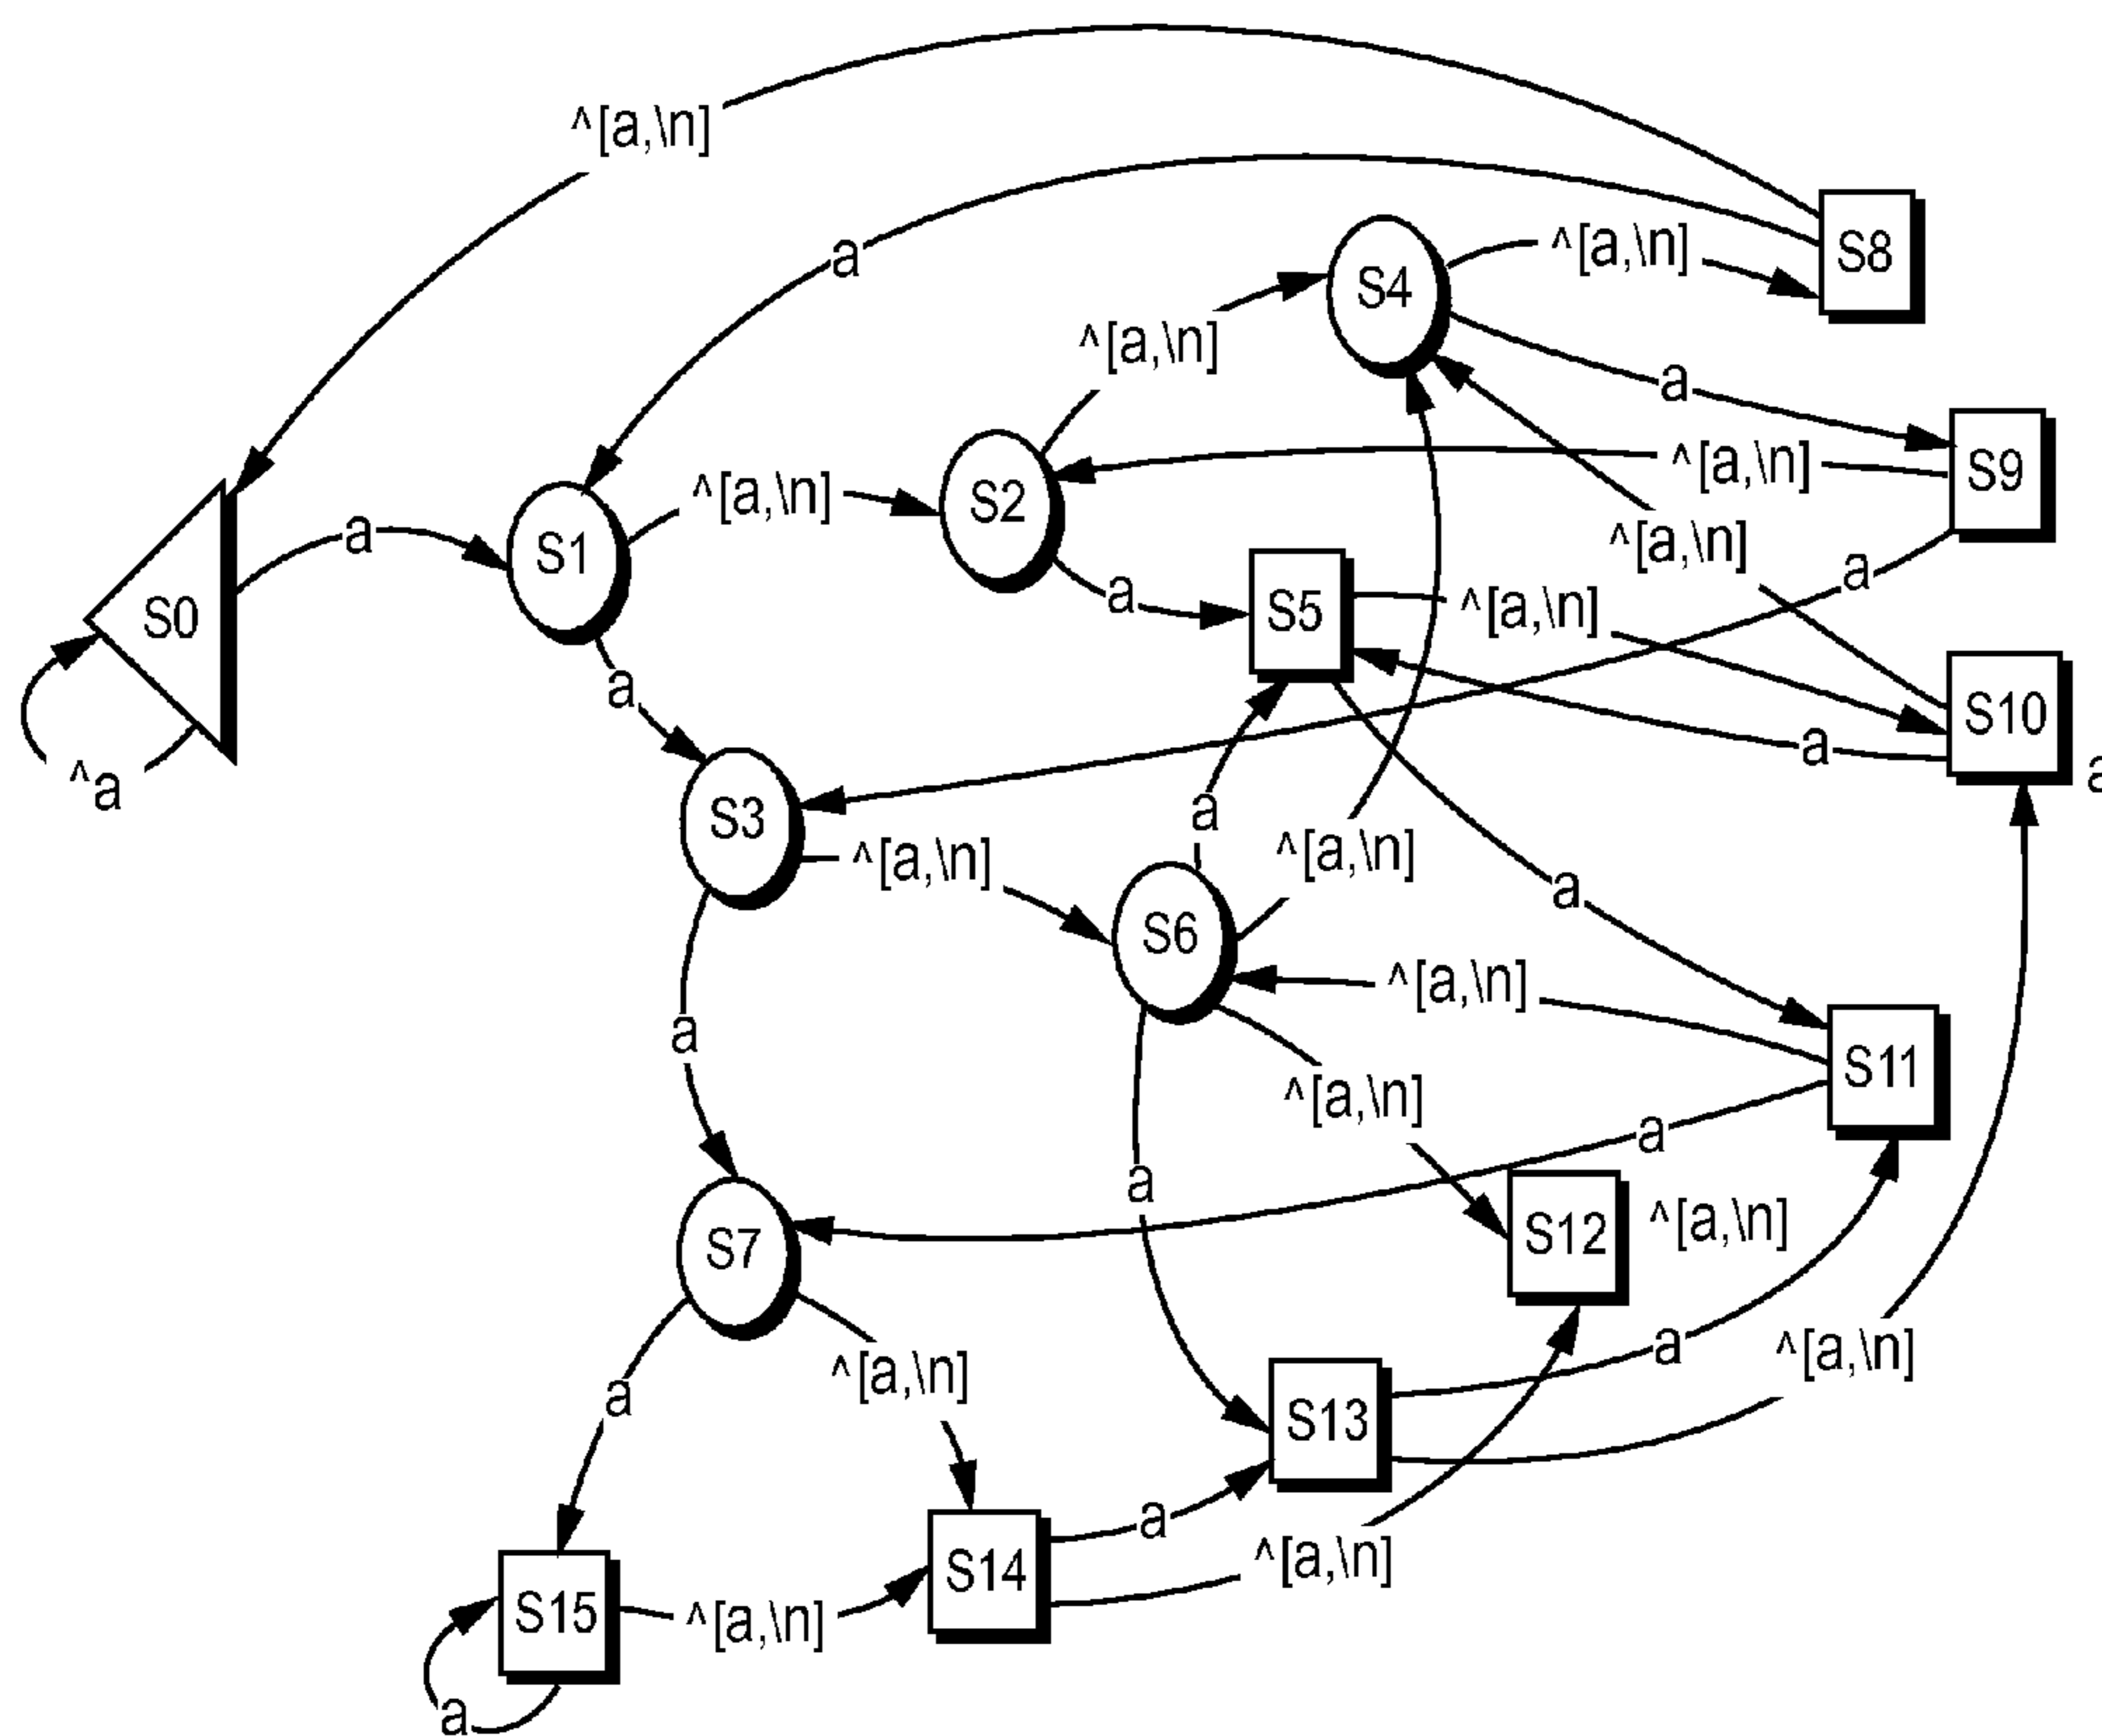 ^[a,\n]
a
S8
^[a,\n]
S4
^[a,\n]
a
^[a,\n]
S9
^[a,\n]
S2
a
S1
^[a,\n]
a
^[a,\n]
a
S5
S0
a
S10
a
a
^a
S3
a
^[a,\n]
^[a,\n]
a
S6
^[a,\n]
a
S11
^[a,\n]
a
a
S12
^[a,\n]
S7
a
^[a,\n]
^[a,\n]
a
S13
a
^[a,\n]
S14
S15
^[a,\n]
a